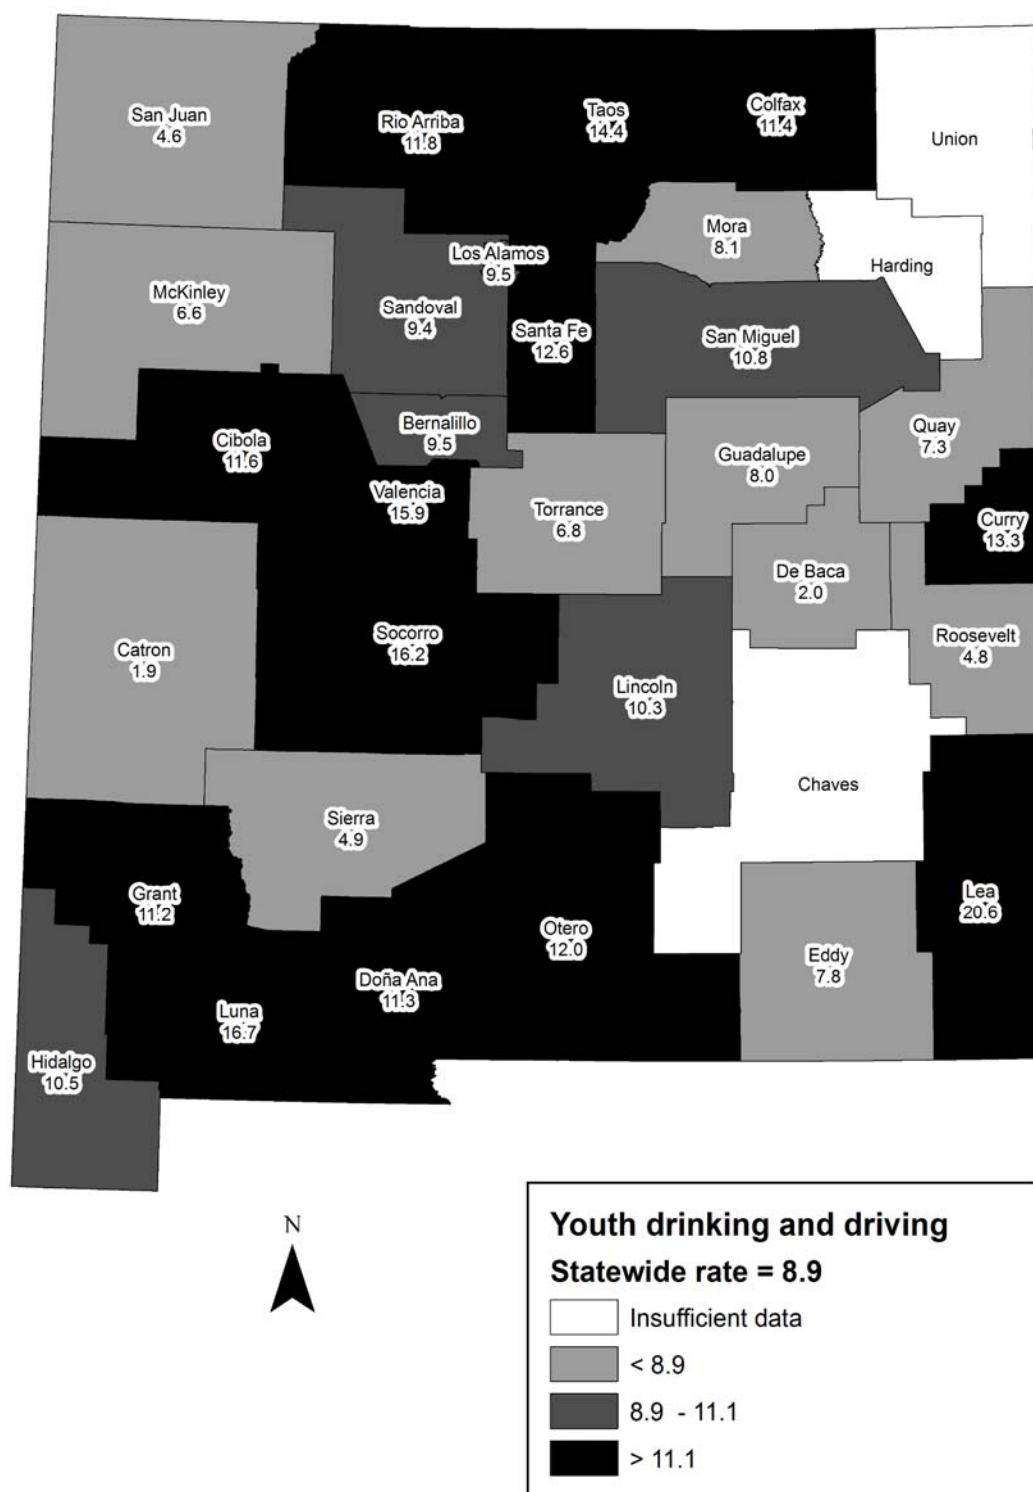 San Juan
4.6
Rio Arriba
11.8
Taos
14.4
Colfax
11.4
Union
Mora
8.1
Harding
McKinley
6.6
Los Alamos
9.5
Sandoval
9.4
Santa Fe
12.6
San Miguel
10.8
Cibola
11.6
Bernalillo
9.5
Quay
7.3
Guadalupe
8.0
Valencia
15.9
Torrance
6.8
Curry
13.3
De Baca
2.0
Catron
1.9
Socorro
16.2
Roosevelt
4.8
Lincoln
10.3
Chaves
Sierra
4.9
Grant
11.2
Lea
20.6
Otero
12.0
Eddy
7.8
Doña Ana
11.3
Luna
16.7
Hidalgo
10.5
N
Youth drinking and driving
Statewide rate = 8.9
Insufficient data
< 8.9
8.9 - 11.1
> 11.1